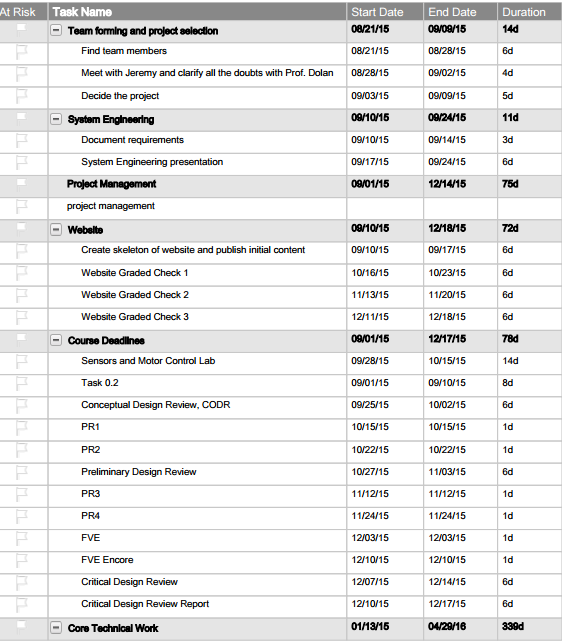 At Risk Task Name Start Date End Date Duration
Team forming and project selection 08/21/15 09/09/15 14d
Find team members 08/21/15 08/28/15 6d
Meet with Jeremy and clarify all the doubts with Prof. Dolan 08/28/15 09/02/15 4d
Decide the project 09/03/15 09/09/15 5d
System Engineering 09/10/15 09/24/15 11d
Document requirements 09/10/15 09/14/15 3d
System Engineering presentation 09/17/15 09/24/15 6d
Project Management 09/01/15 12/14/15 75d
project management
Website 09/10/15 12/18/15 72d
Create skeleton of website and publish initial content 09/10/15 09/17/15 6d
Website Graded Check 1 10/16/15 10/23/15 6d
Website Graded Check 2 11/13/15 11/20/15 6d
Website Graded Check 3 12/11/15 12/18/15 6d
Course Deadlines 09/01/15 12/17/15 78d
Sensors and Motor Control Lab 09/28/15 10/15/15 14d
Task 0.2 09/01/15 09/10/15 8d
Conceptual Design Review, CODR 09/25/15 10/02/15 6d
PR1 10/15/15 10/15/15 1d
PR2 10/22/15 10/22/15 1d
Preliminary Design Review 10/27/15 11/03/15 6d
PR3 11/12/15 11/12/15 1d
PR4 11/24/15 11/24/15 1d
FVE 12/03/15 12/03/15 1d
FVE Encore 12/10/15 12/10/15 1d
Critical Design Review 12/07/15 12/14/15 6d
Critical Design Review Report 12/10/15 12/17/15 6d
Core Technical Work 01/13/15 04/29/16 339d